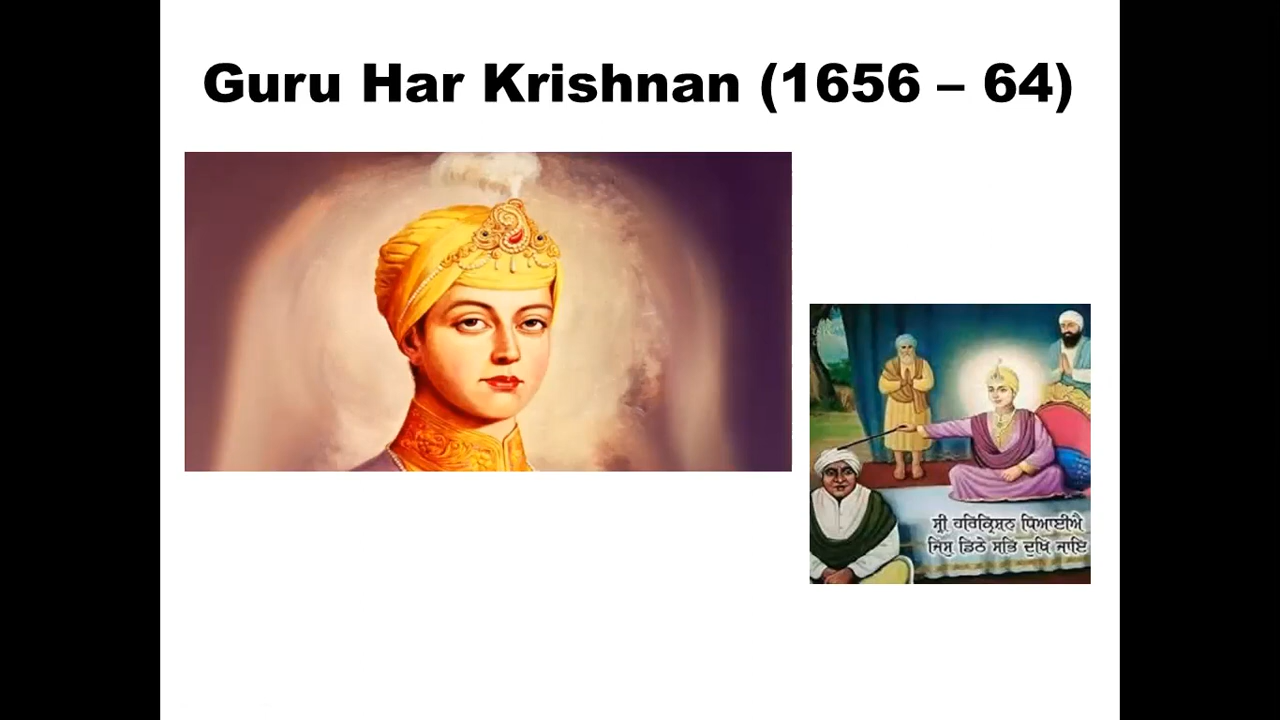 Guru Har Krishnan (1656 – 64)
ਸ੍ਰੀ ਹਰਿਕ੍ਰਿਸ਼ਨ ਧਿਆਈਐ
ਜਿਸੁ ਡਿਠੇ ਸਭਿ ਦੁਖਿ ਜਾਇ